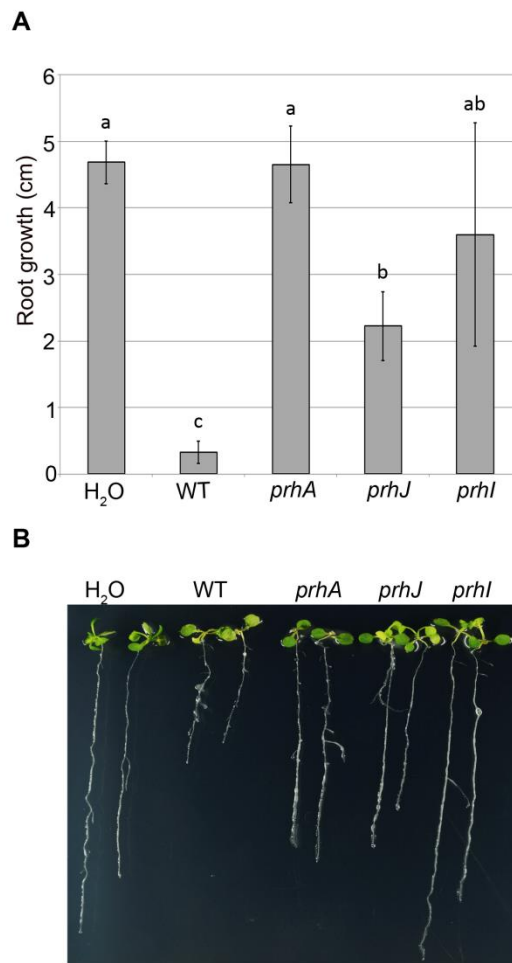 A
6
a
a
ab
5
4
b
3
2
c
1
0
Root growth (cm)
H₂O WT prhA prhJ prhI
B
H₂O WT prhA prhJ prhI